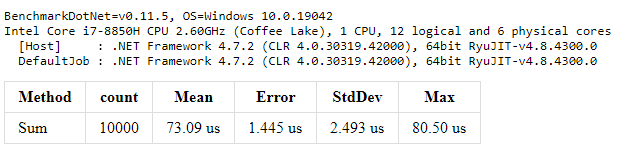 BenchmarkDotNet=v0.11.5, OS=Windows 10.0.19042
Intel Core i7-8850H CPU 2.60GHz (Coffee Lake), 1 CPU, 12 logical and 6 physical cores
[Host]     : .NET Framework 4.7.2 (CLR 4.0.30319.42000), 64bit RyuJIT-v4.8.4300.0
DefaultJob : .NET Framework 4.7.2 (CLR 4.0.30319.42000), 64bit RyuJIT-v4.8.4300.0
Method count Mean Error StdDev Max
Sum 10000 73.09 us 1.445 us 2.493 us 80.50 us